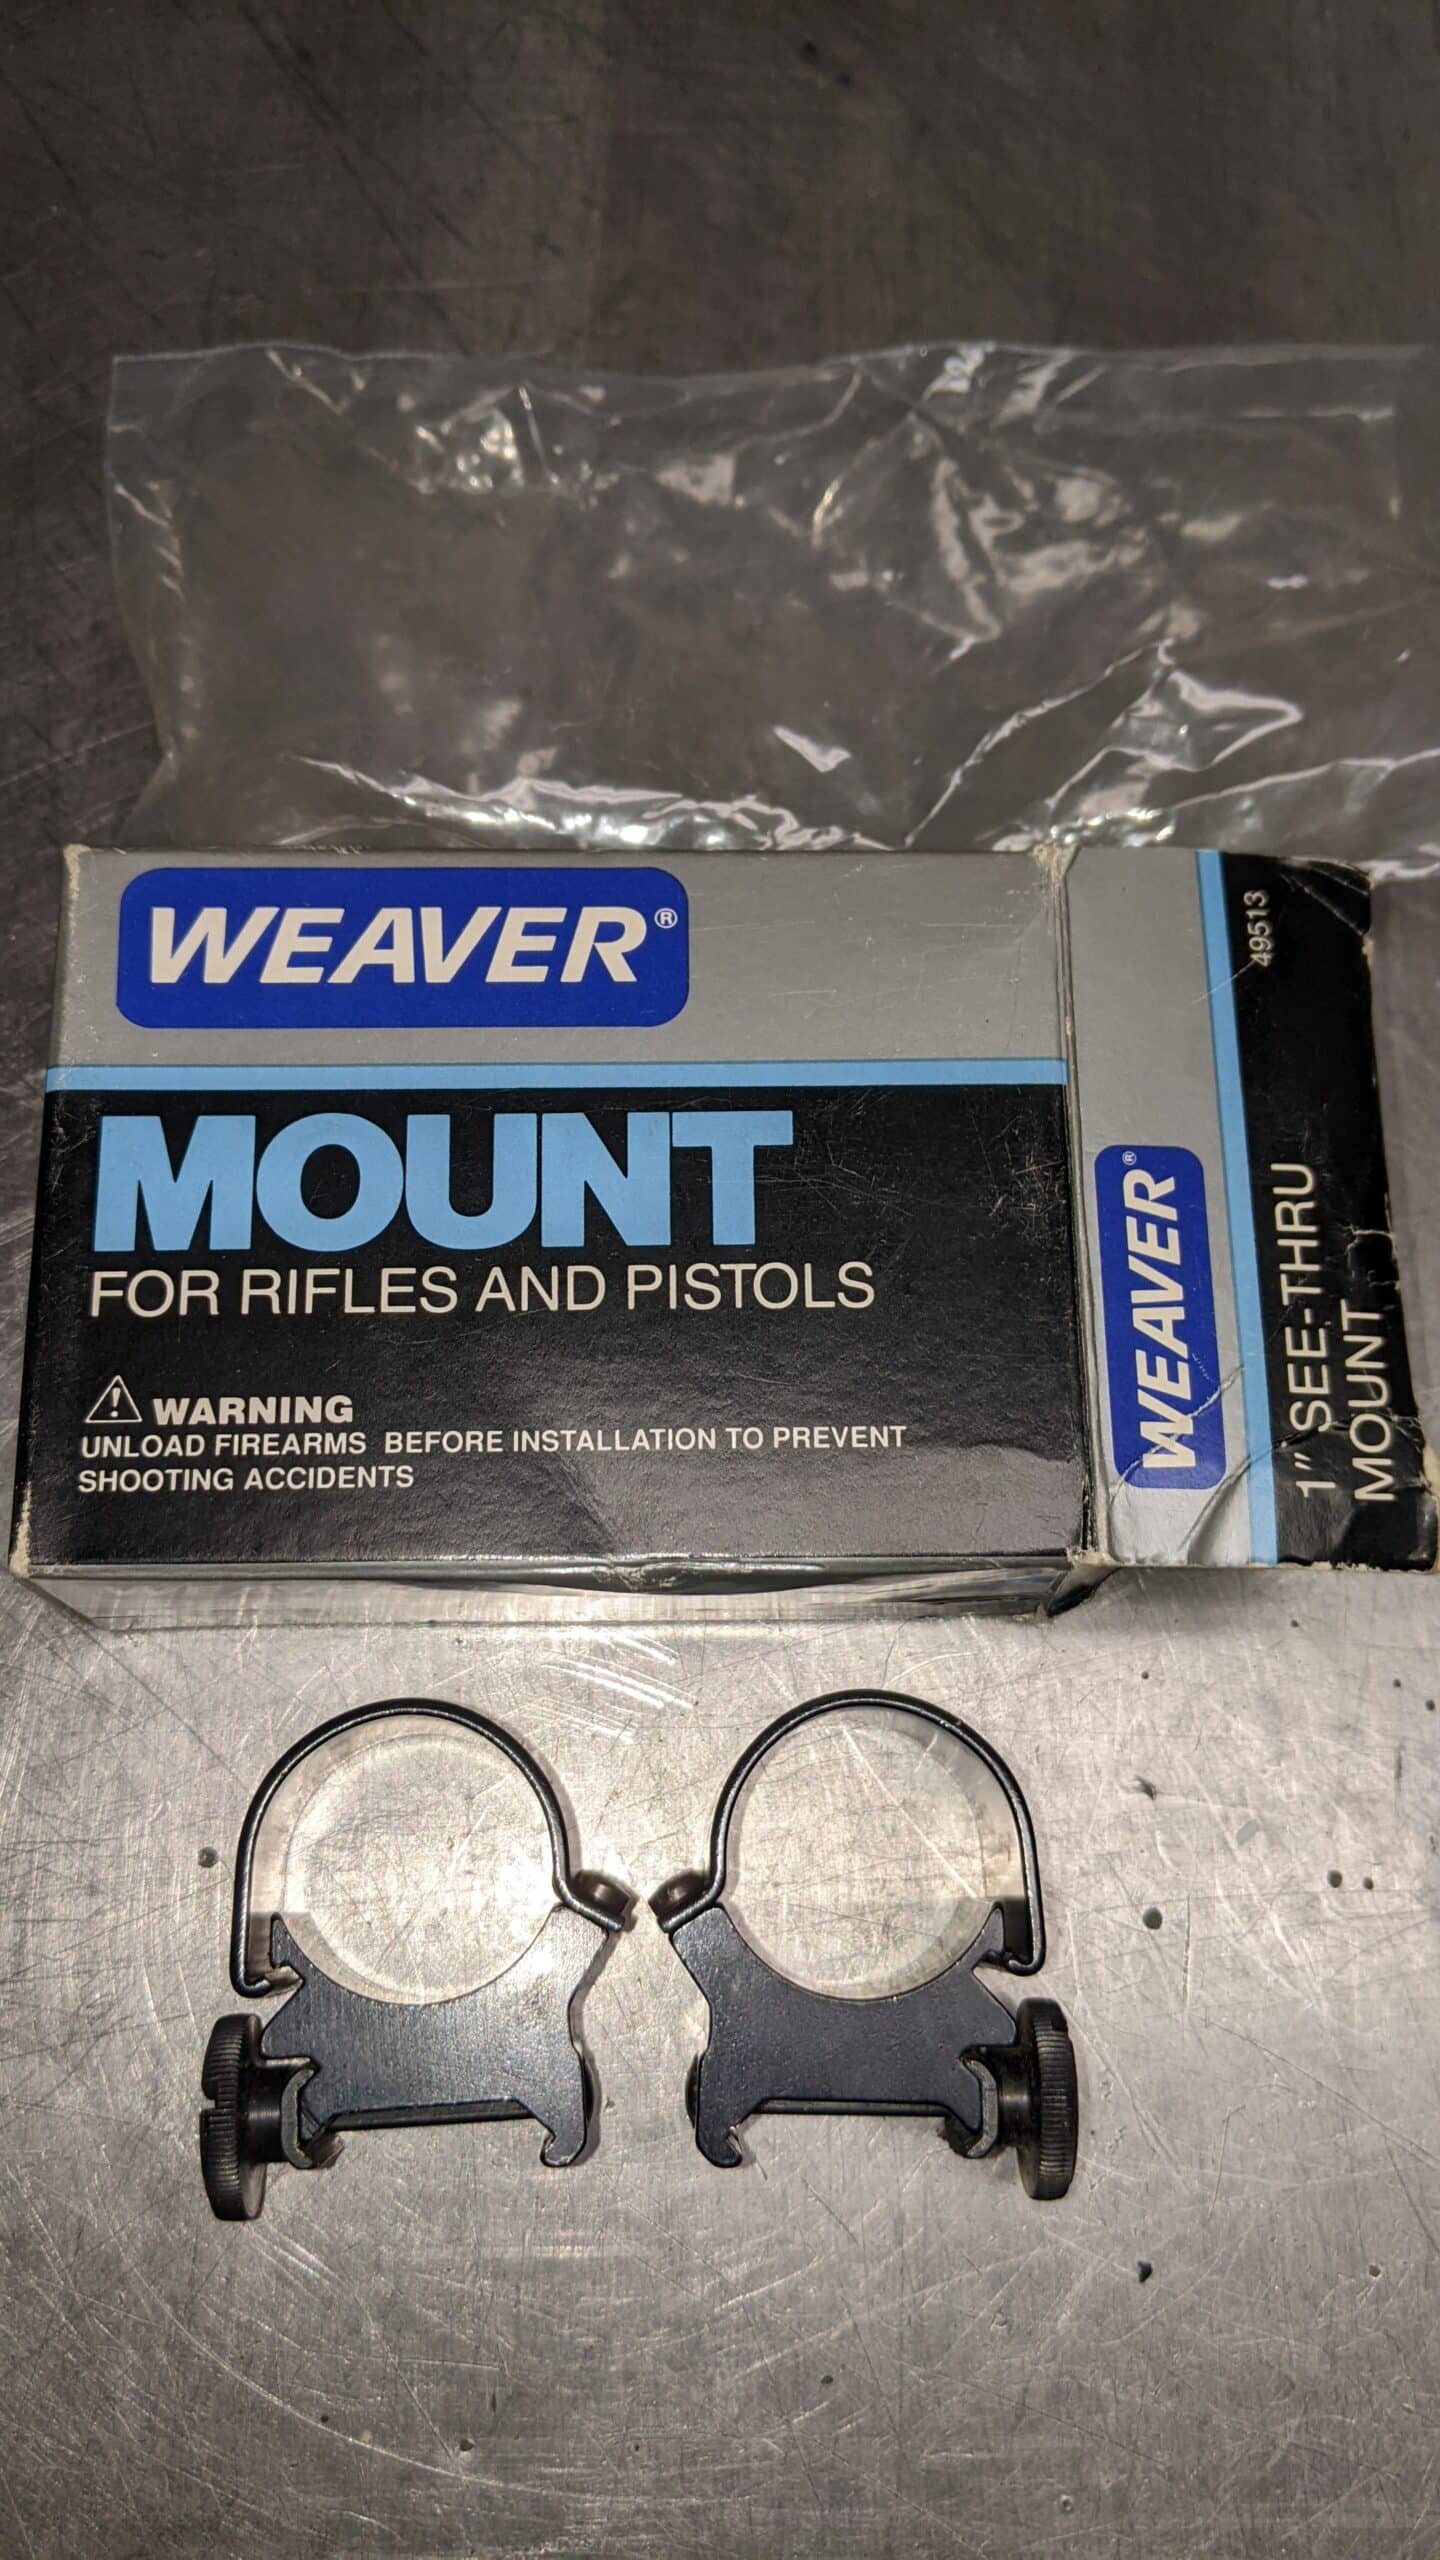 WEAVER®
MOUNT
FOR RIFLES AND PISTOLS
⚠ WARNING
UNLOAD FIREARMS BEFORE INSTALLATION TO PREVENT
SHOOTING ACCIDENTS
49513
WEAVER®
1" SEE-THRU
MOUNT